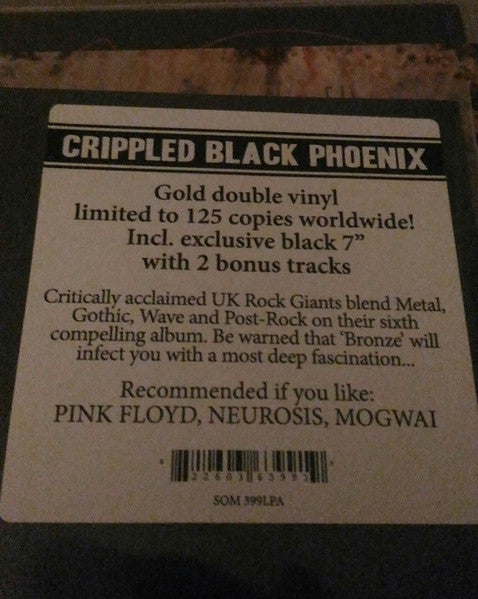 CRIPPLED BLACK PHOENIX
Gold double vinyl
limited to 125 copies worldwide!
Incl. exclusive black 7”
with 2 bonus tracks
Critically acclaimed UK Rock Giants blend Metal,
Gothic, Wave and Post-Rock on their sixth
compelling album. Be warned that ‘Bronze’ will
infect you with a most deep fascination...
Recommended if you like:
PINK FLOYD, NEUROSIS, MOGWAI
SOM 399LPA